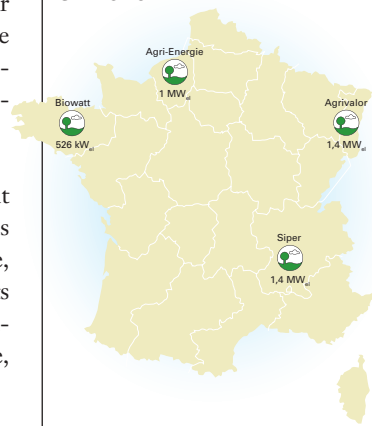 Agri-Energie
1 MWel
Biowatt
526 kWel
Agrivalor
1,4 MWel
Siper
1,4 MWel